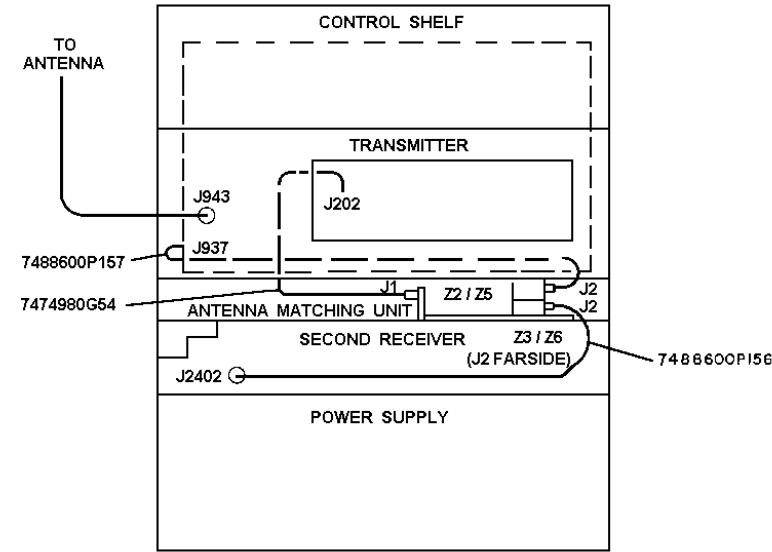 CONTROL SHELF
TO
ANTENNA
TRANSMITTER
J943
J202
J937
7488600P157
J1
Z2 / Z5
J2
7474980G54
J2
ANTENNA MATCHING UNIT
SECOND RECEIVER
Z3 / Z6
(J2 FARSIDE)
7488600P156
J2402
POWER SUPPLY